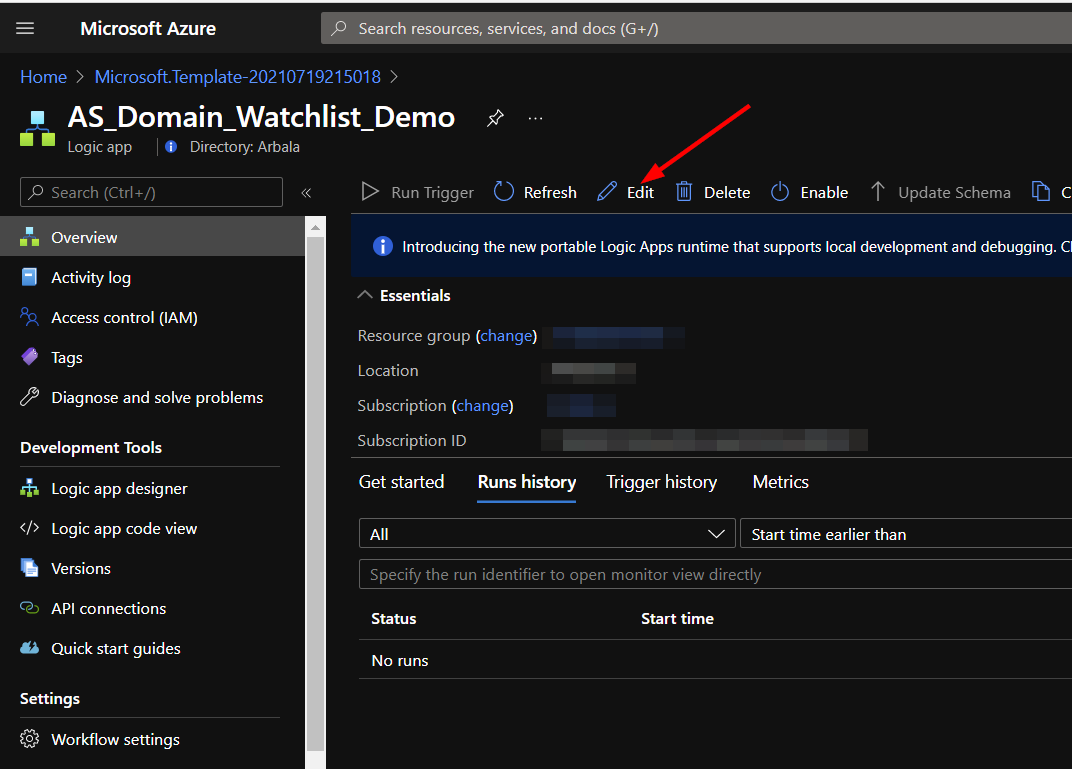 Microsoft Azure
Search resources, services, and docs (G+/)
Home > Microsoft.Template-20210719215018 >
AS_Domain_Watchlist_Demo ...
Logic app | Directory: Arbala
Search (Ctrl+/) «
Run Trigger Refresh Edit Delete Enable Update Schema C
Overview
Activity log
Access control (IAM)
Tags
Diagnose and solve problems
Development Tools
Logic app designer
Logic app code view
Versions
API connections
Quick start guides
Settings
Workflow settings
Introducing the new portable Logic Apps runtime that supports local development and debugging. Cl
Essentials
Resource group (change)
Location
Subscription (change)
Subscription ID
Get started Runs history Trigger history Metrics
All Start time earlier than
Specify the run identifier to open monitor view directly
Status Start time
No runs